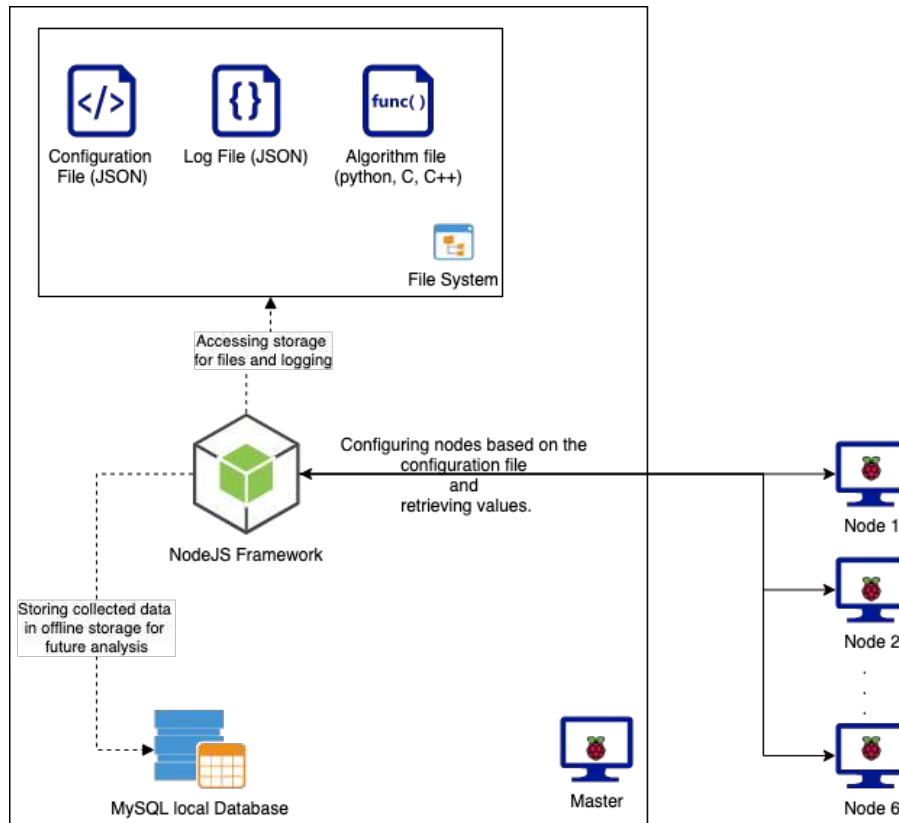 </>
{}
func( )
Configuration
File (JSON)
Log File (JSON)
Algorithm file
(python, C, C++)
File System
Accessing storage
for files and logging
Configuring nodes based on the
configuration file
and
retrieving values.
NodeJS Framework
Node 1
Storing collected data
in offline storage for
future analysis
Node 2
.
.
.
MySQL local Database
Master
Node 6